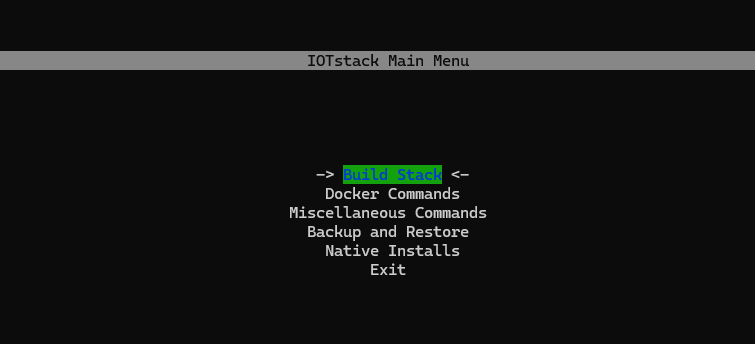 IOTstack Main Menu
-> Build Stack <-
Docker Commands
Miscellaneous Commands
Backup and Restore
Native Installs
Exit